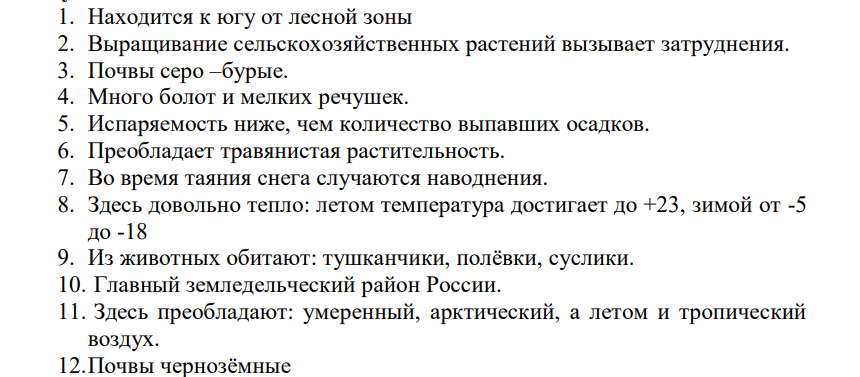 1. Находится к югу от лесной зоны
2. Выращивание сельскохозяйственных растений вызывает затруднения.
3. Почвы серо –бурые.
4. Много болот и мелких речушек.
5. Испаряемость ниже, чем количество выпавших осадков.
6. Преобладает травянистая растительность.
7. Во время таяния снега случаются наводнения.
8. Здесь довольно тепло: летом температура достигает до +23, зимой от -5
до -18
9. Из животных обитают: тушканчики, полёвки, суслики.
10. Главный земледельческий район России.
11. Здесь преобладают: умеренный, арктический, а летом и тропический
воздух.
12.Почвы чернозёмные